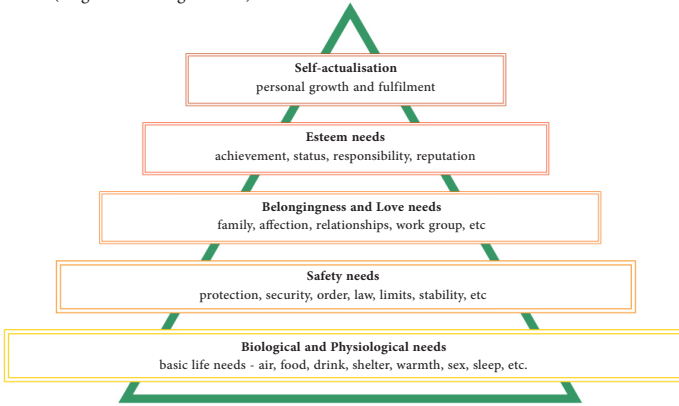 Self-actualisation
personal growth and fulfilment
Esteem needs
achievement, status, responsibility, reputation
Belongingness and Love needs
family, affection, relationships, work group, etc
Safety needs
protection, security, order, law, limits, stability, etc
Biological and Physiological needs
basic life needs - air, food, drink, shelter, warmth, sex, sleep, etc.